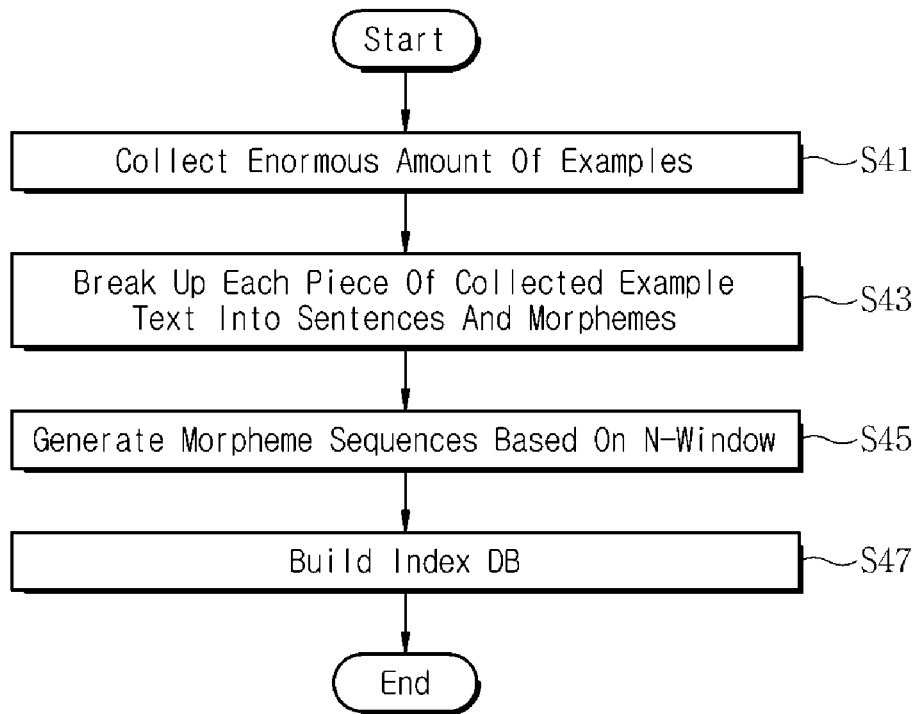 Start
Collect Enormous Amount Of Examples
S41
Break Up Each Piece Of Collected Example
Text Into Sentences And Morphemes
S43
Generate Morpheme Sequences Based On N-Window
S45
Build Index DB
S47
End